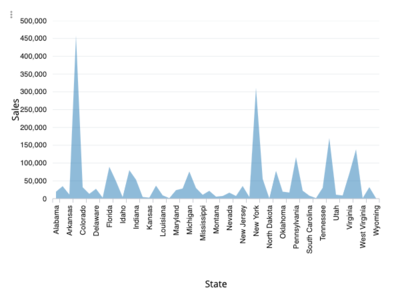 500,000
450,000
400,000
350,000
300,000
250,000
200,000
150,000
100,000
50,000
0
Sales
Alabama
Arkansas
Colorado
Delaware
Florida
Idaho
Indiana
Kansas
Louisiana
Maryland
Michigan
Mississippi
Montana
Nevada
New Jersey
New York
North Dakota
Oklahoma
Pennsylvania
South Carolina
Tennessee
Utah
Virginia
West Virginia
Wyoming
State